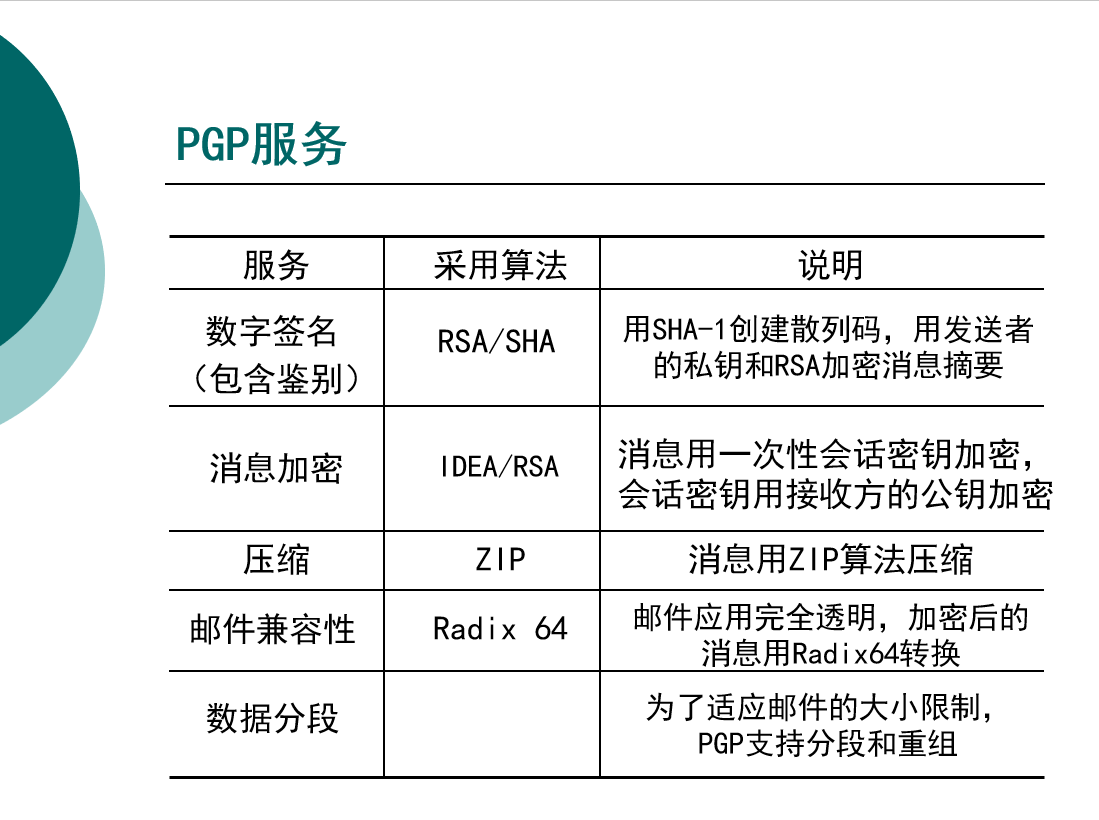 PGP服务
服务 采用算法 说明
数字签名
（包含鉴别）
RSA/SHA
用SHA-1创建散列码，用发送者
的私钥和RSA加密消息摘要
消息加密
IDEA/RSA
消息用一次性会话密钥加密，
会话密钥用接收方的公钥加密
压缩 ZIP 消息用ZIP算法压缩
邮件兼容性
Radix 64
邮件应用完全透明，加密后的
消息用Radix64转换
数据分段
为了适应邮件的大小限制，
PGP支持分段和重组